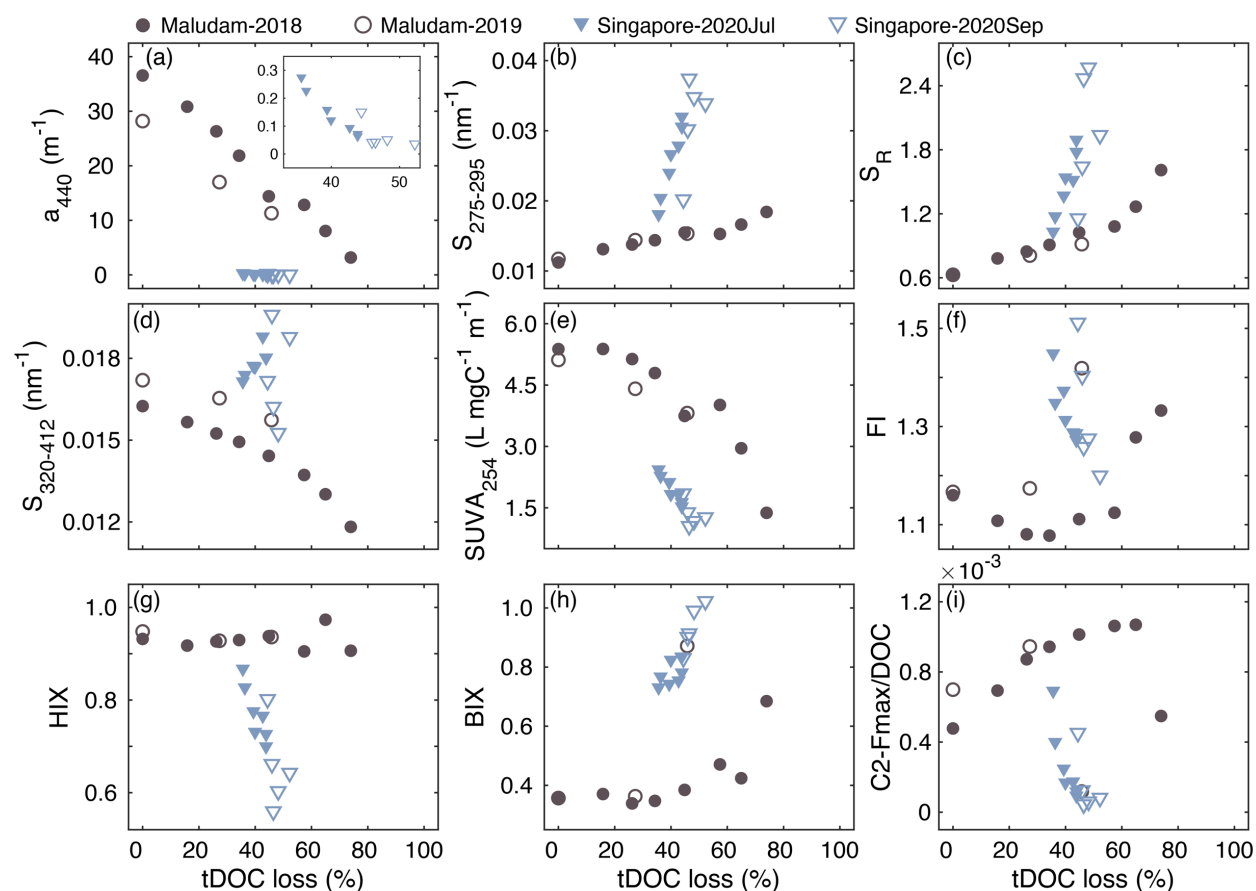 Maludam-2018 Maludam-2019 Singapore-2020Jul Singapore-2020Sep
(a)
a440 (m−1)
40
30
20
10
0
0.3
0.2
0.1
0
40 50
(b)
S275-295 (nm−1)
0.04
0.03
0.02
0.01
(c)
SR
2.4
1.8
1.2
0.6
(d)
S320-412 (nm−1)
0.018
0.015
0.012
(e)
SUVA254 (L mgC−1 m−1)
6.0
4.5
3.0
1.5
(f)
FI
1.5
1.3
1.1
(g)
HIX
1.0
0.8
0.6
0 20 40 60 80 100
tDOC loss (%)
(h)
BIX
1.0
0.8
0.6
0.4
0 20 40 60 80 100
tDOC loss (%)
×10−3
(i)
C2-Fmax/DOC
1.2
0.8
0.4
0
0 20 40 60 80 100
tDOC loss (%)